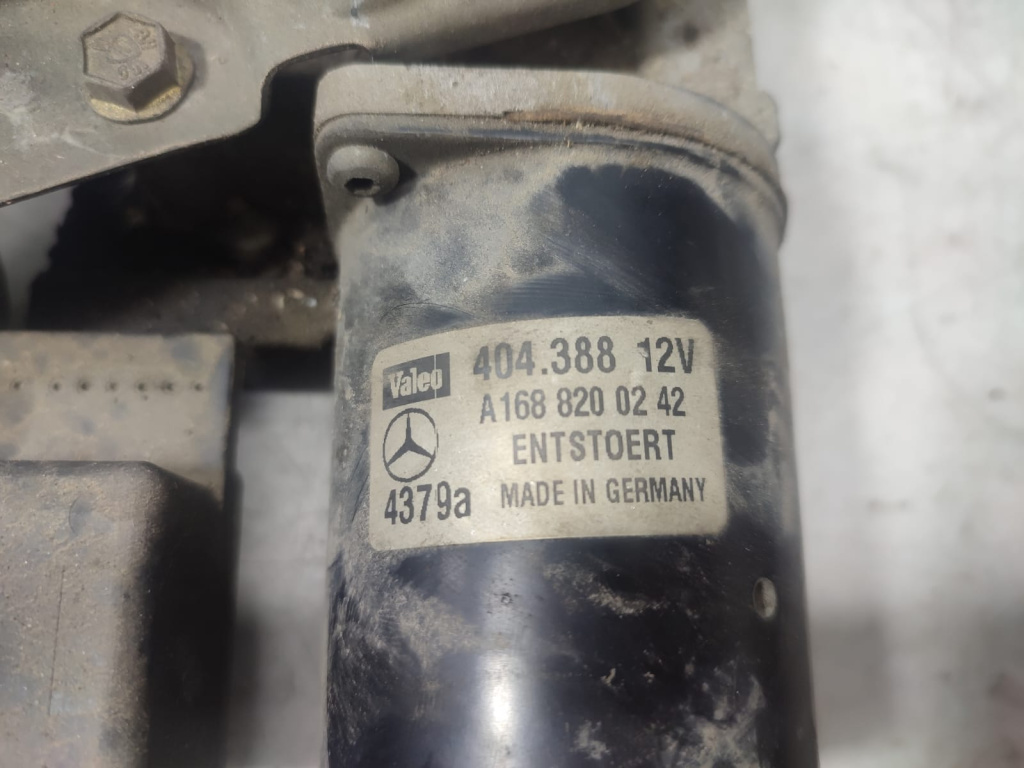 Valeo 404.388 12V
A168 820 02 42
ENTSTOERT
4379a MADE IN GERMANY